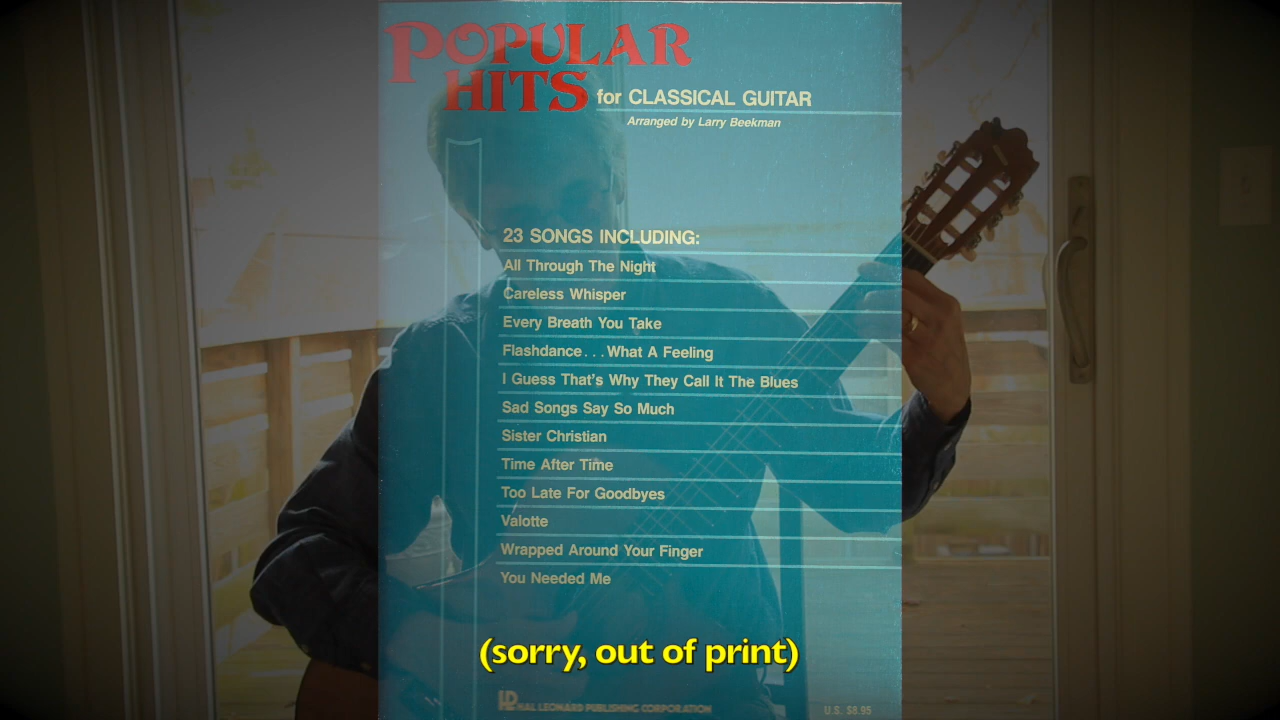 POPULAR
HITS for CLASSICAL GUITAR
Arranged by Larry Beekman
23 SONGS INCLUDING:
All Through The Night
Careless Whisper
Every Breath You Take
Flashdance...What A Feeling
I Guess That's Why They Call It The Blues
Sad Songs Say So Much
Sister Christian
Time After Time
Too Late For Goodbyes
Valotte
Wrapped Around Your Finger
You Needed Me
(sorry, out of print)
HL HAL LEONARD PUBLISHING CORPORATION
U.S. $8.95